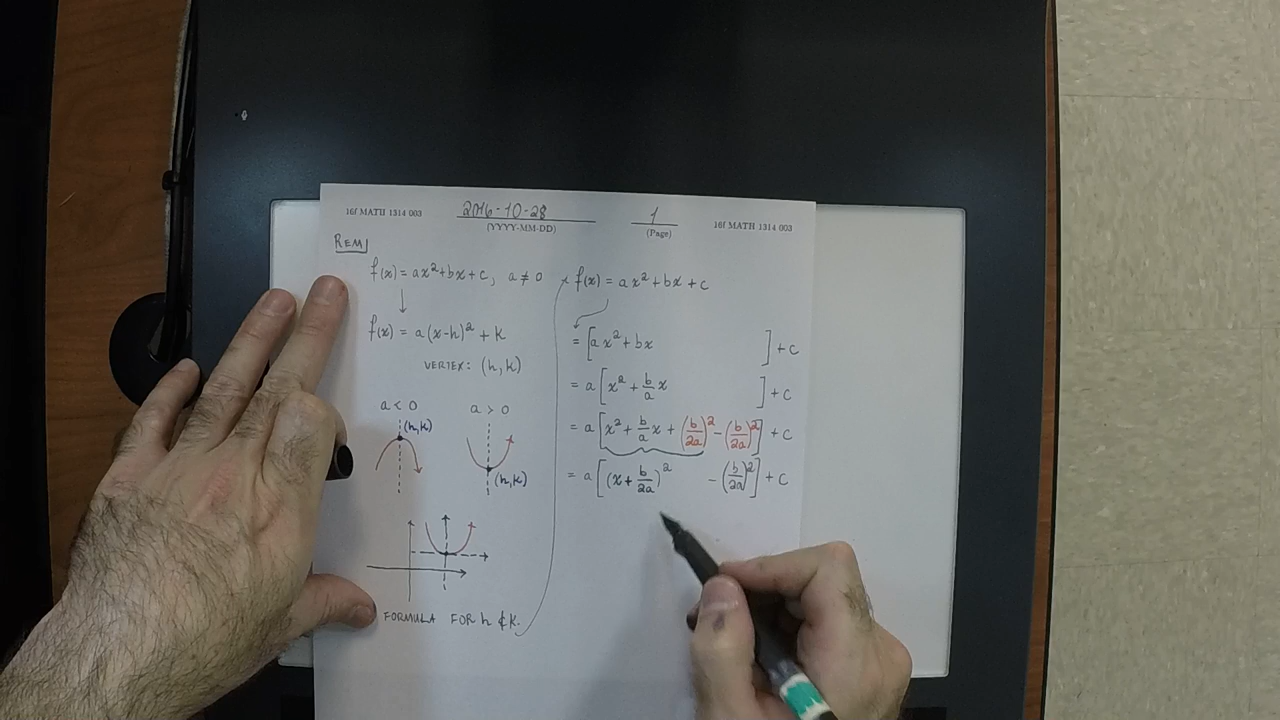 16f MATH 1314 003
2016-10-28
(YYYY-MM-DD)
1
(Page)
16f MATH 1314 003
REM
f(x) = ax²+bx+c, a ≠ 0
f(x) = a(x-h)² + k
VERTEX: (h,k)
a < 0
a > 0
(h,k)
(h,k)
FORMULA FOR h & k.
f(x) = ax²+bx+c
= [ax²+bx ]+c
= a[x²+b/a x ]+c
= a[x²+b/a x+(b/2a)²-(b/2a)²]+c
= a[(x+b/2a)² -(b/2a)²]+c